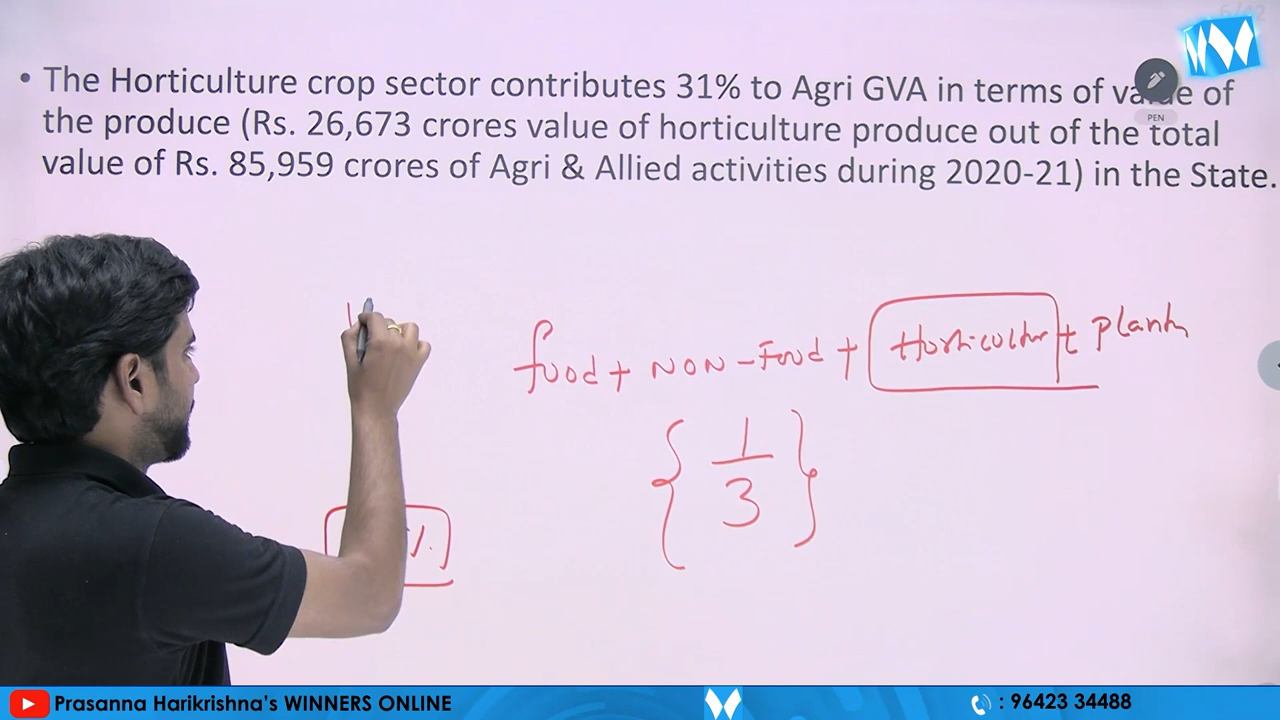 • The Horticulture crop sector contributes 31% to Agri GVA in terms of value of
the produce (Rs. 26,673 crores value of horticulture produce out of the total
value of Rs. 85,959 crores of Agri & Allied activities during 2020-21) in the State.
PEN
food + NON-Food + Horticulture + Plants
{ 1/3 }
%
Prasanna Harikrishna's WINNERS ONLINE
: 96423 34488